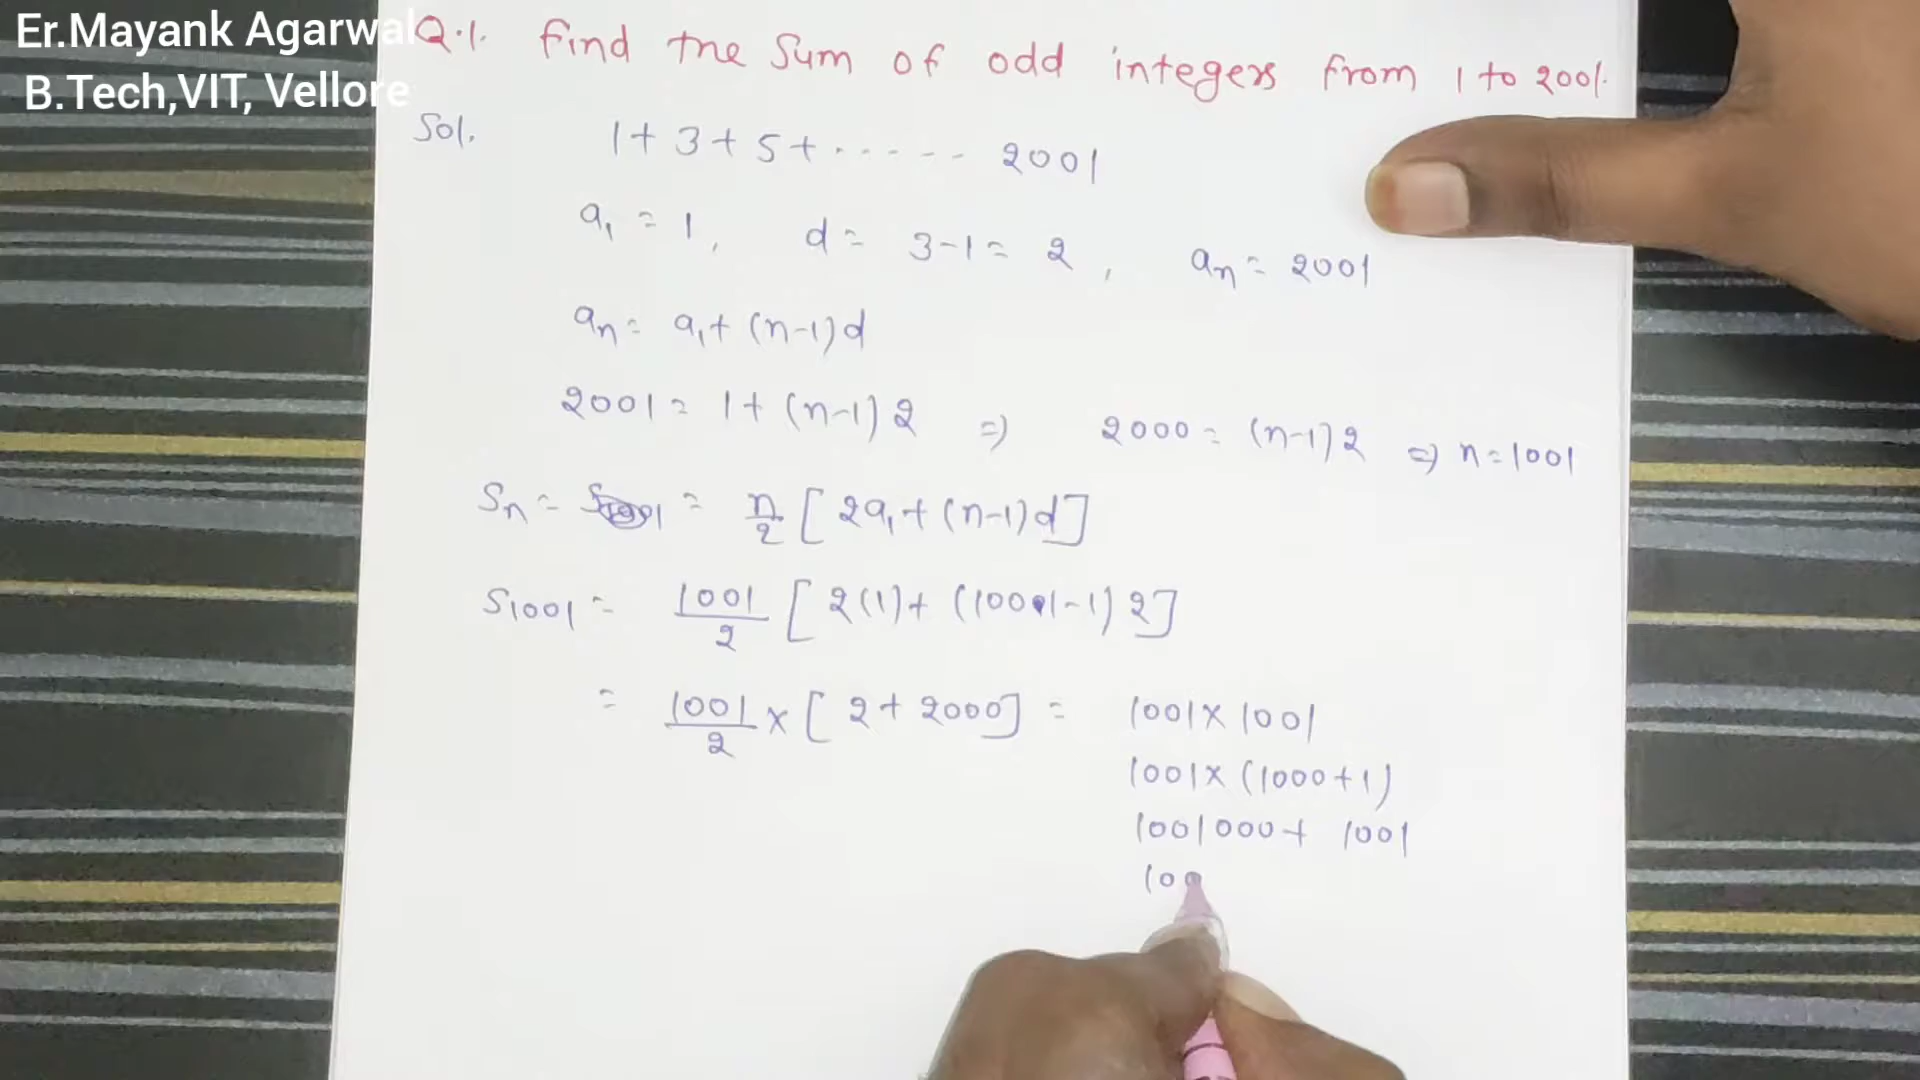 Er.Mayank Agarwal
B.Tech,VIT, Vellore
Q.1. Find the Sum of odd integers from 1 to 2001.
Sol. 1 + 3 + 5 + ------ 2001
a₁ = 1, d = 3-1 = 2, aₙ = 2001
aₙ = a₁ + (n-1)d
2001 = 1 + (n-1) 2 ⇒ 2000 = (n-1)2 ⇒ n = 1001
Sₙ = = n/2 [ 2a₁ + (n-1)d ]
S₁₀₀₁ = 1001/2 [ 2(1) + (1001-1) 2 ]
= 1001/2 × [ 2 + 2000 ] = 1001 × 1001
1001 × (1000 + 1)
1001000 + 1001
100